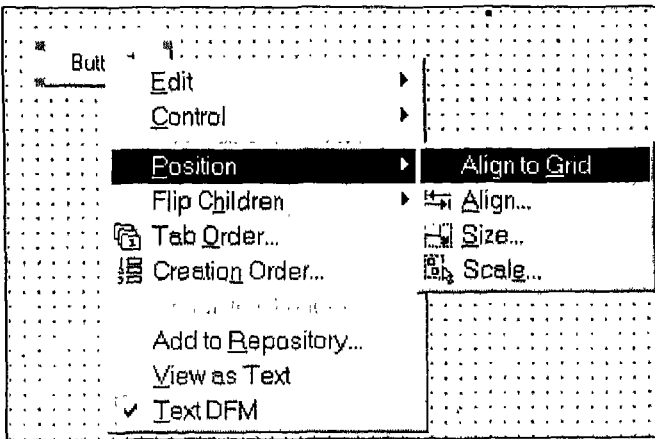 Butt
Edit
Control
Position
Align to Grid
Flip Children
Align...
Tab Order...
Size...
Creation Order...
Scale...
Add to Repository...
View as Text
Text DFM